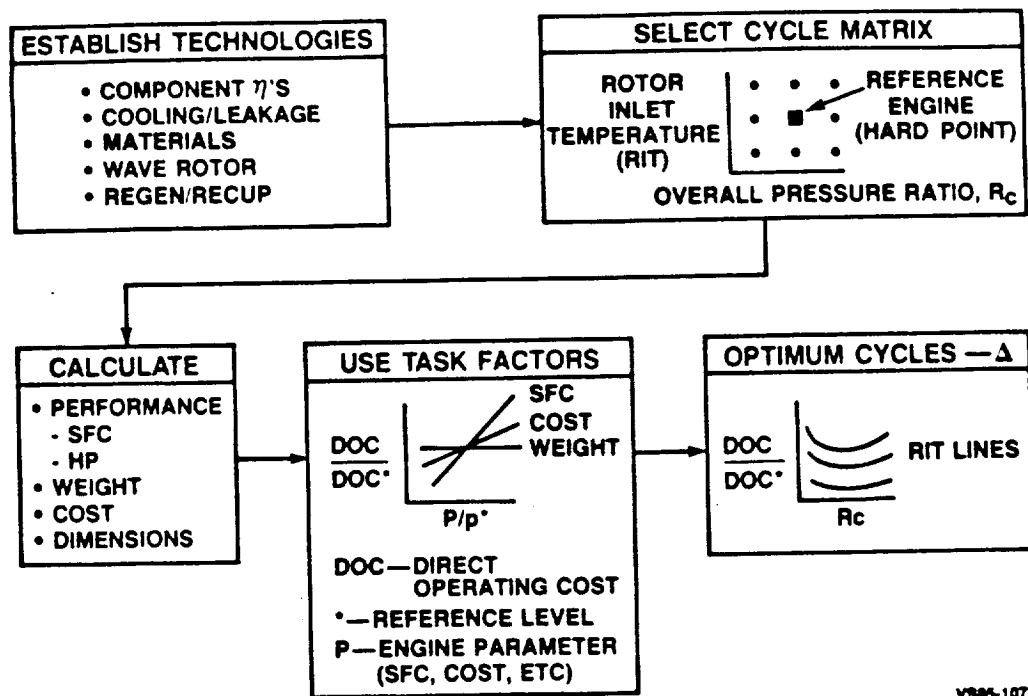 ESTABLISH TECHNOLOGIES
• COMPONENT η'S
• COOLING/LEAKAGE
• MATERIALS
• WAVE ROTOR
• REGEN/RECUP
SELECT CYCLE MATRIX
ROTOR
INLET
TEMPERATURE
(RIT)
REFERENCE
ENGINE
(HARD POINT)
OVERALL PRESSURE RATIO, RC
CALCULATE
• PERFORMANCE
- SFC
- HP
• WEIGHT
• COST
• DIMENSIONS
USE TASK FACTORS
SFC
COST
WEIGHT
DOC
DOC*
P/p*
DOC—DIRECT
OPERATING COST
*—REFERENCE LEVEL
P—ENGINE PARAMETER
(SFC, COST, ETC)
OPTIMUM CYCLES —Δ
DOC
DOC*
RIT LINES
Rc